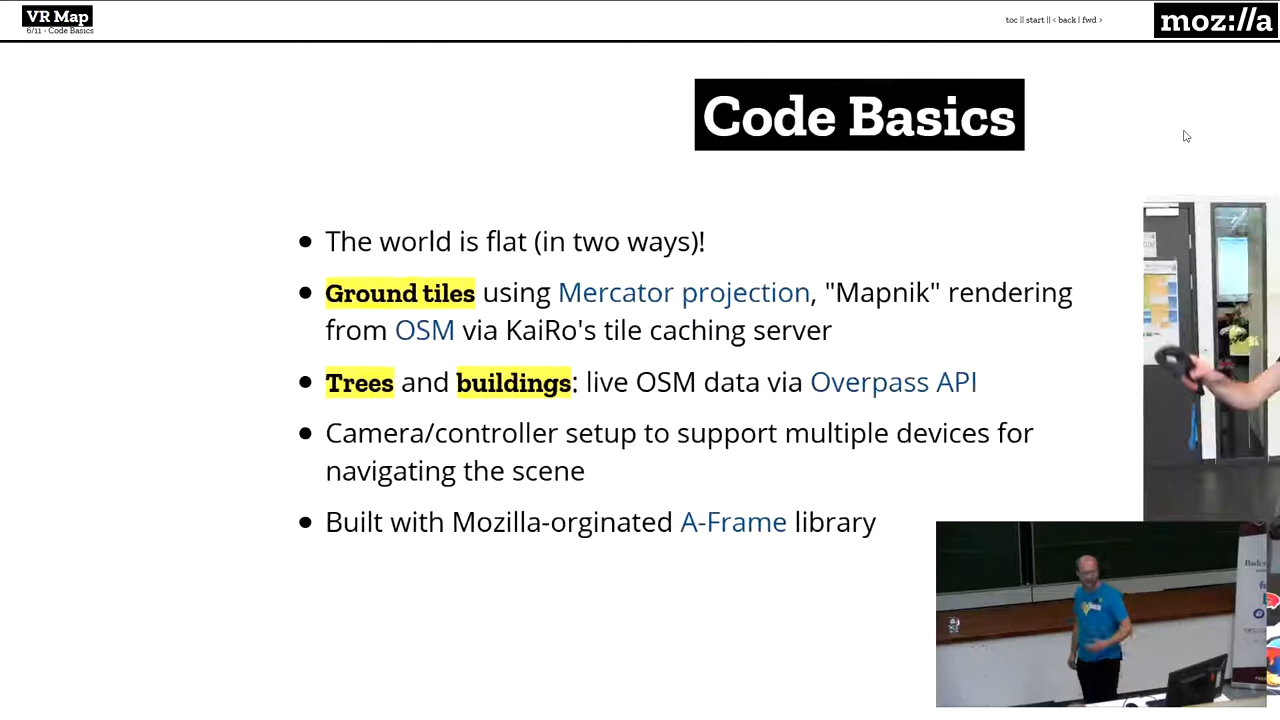 VR Map
6/11 - Code Basics
toc || start || < back | fwd >
moz://a
Code Basics
• The world is flat (in two ways)!
• Ground tiles using Mercator projection, "Mapnik" rendering
from OSM via KaiRo's tile caching server
• Trees and buildings: live OSM data via Overpass API
• Camera/controller setup to support multiple devices for
navigating the scene
• Built with Mozilla-orginated A-Frame library